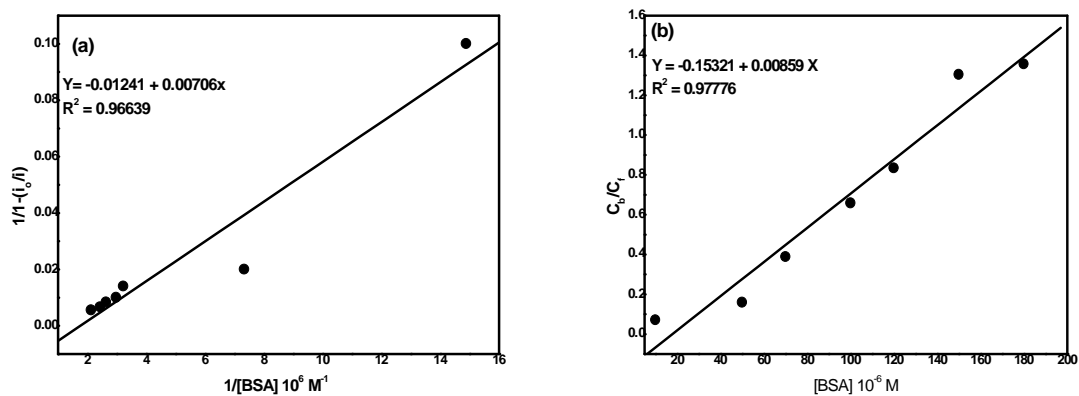 (a)
Y= -0.01241 + 0.00706x
R² = 0.96639
0.10
0.08
0.06
0.04
0.02
0.00
1/1-(i₀/i)
2 4 6 8 10 12 14 16
1/[BSA] 10⁶ M⁻¹
(b)
Y = -0.15321 + 0.00859 X
R² = 0.97776
1.6
1.4
1.2
1.0
0.8
0.6
0.4
0.2
0.0
C_b/C_f
20 40 60 80 100 120 140 160 180 200
[BSA] 10⁻⁶ M